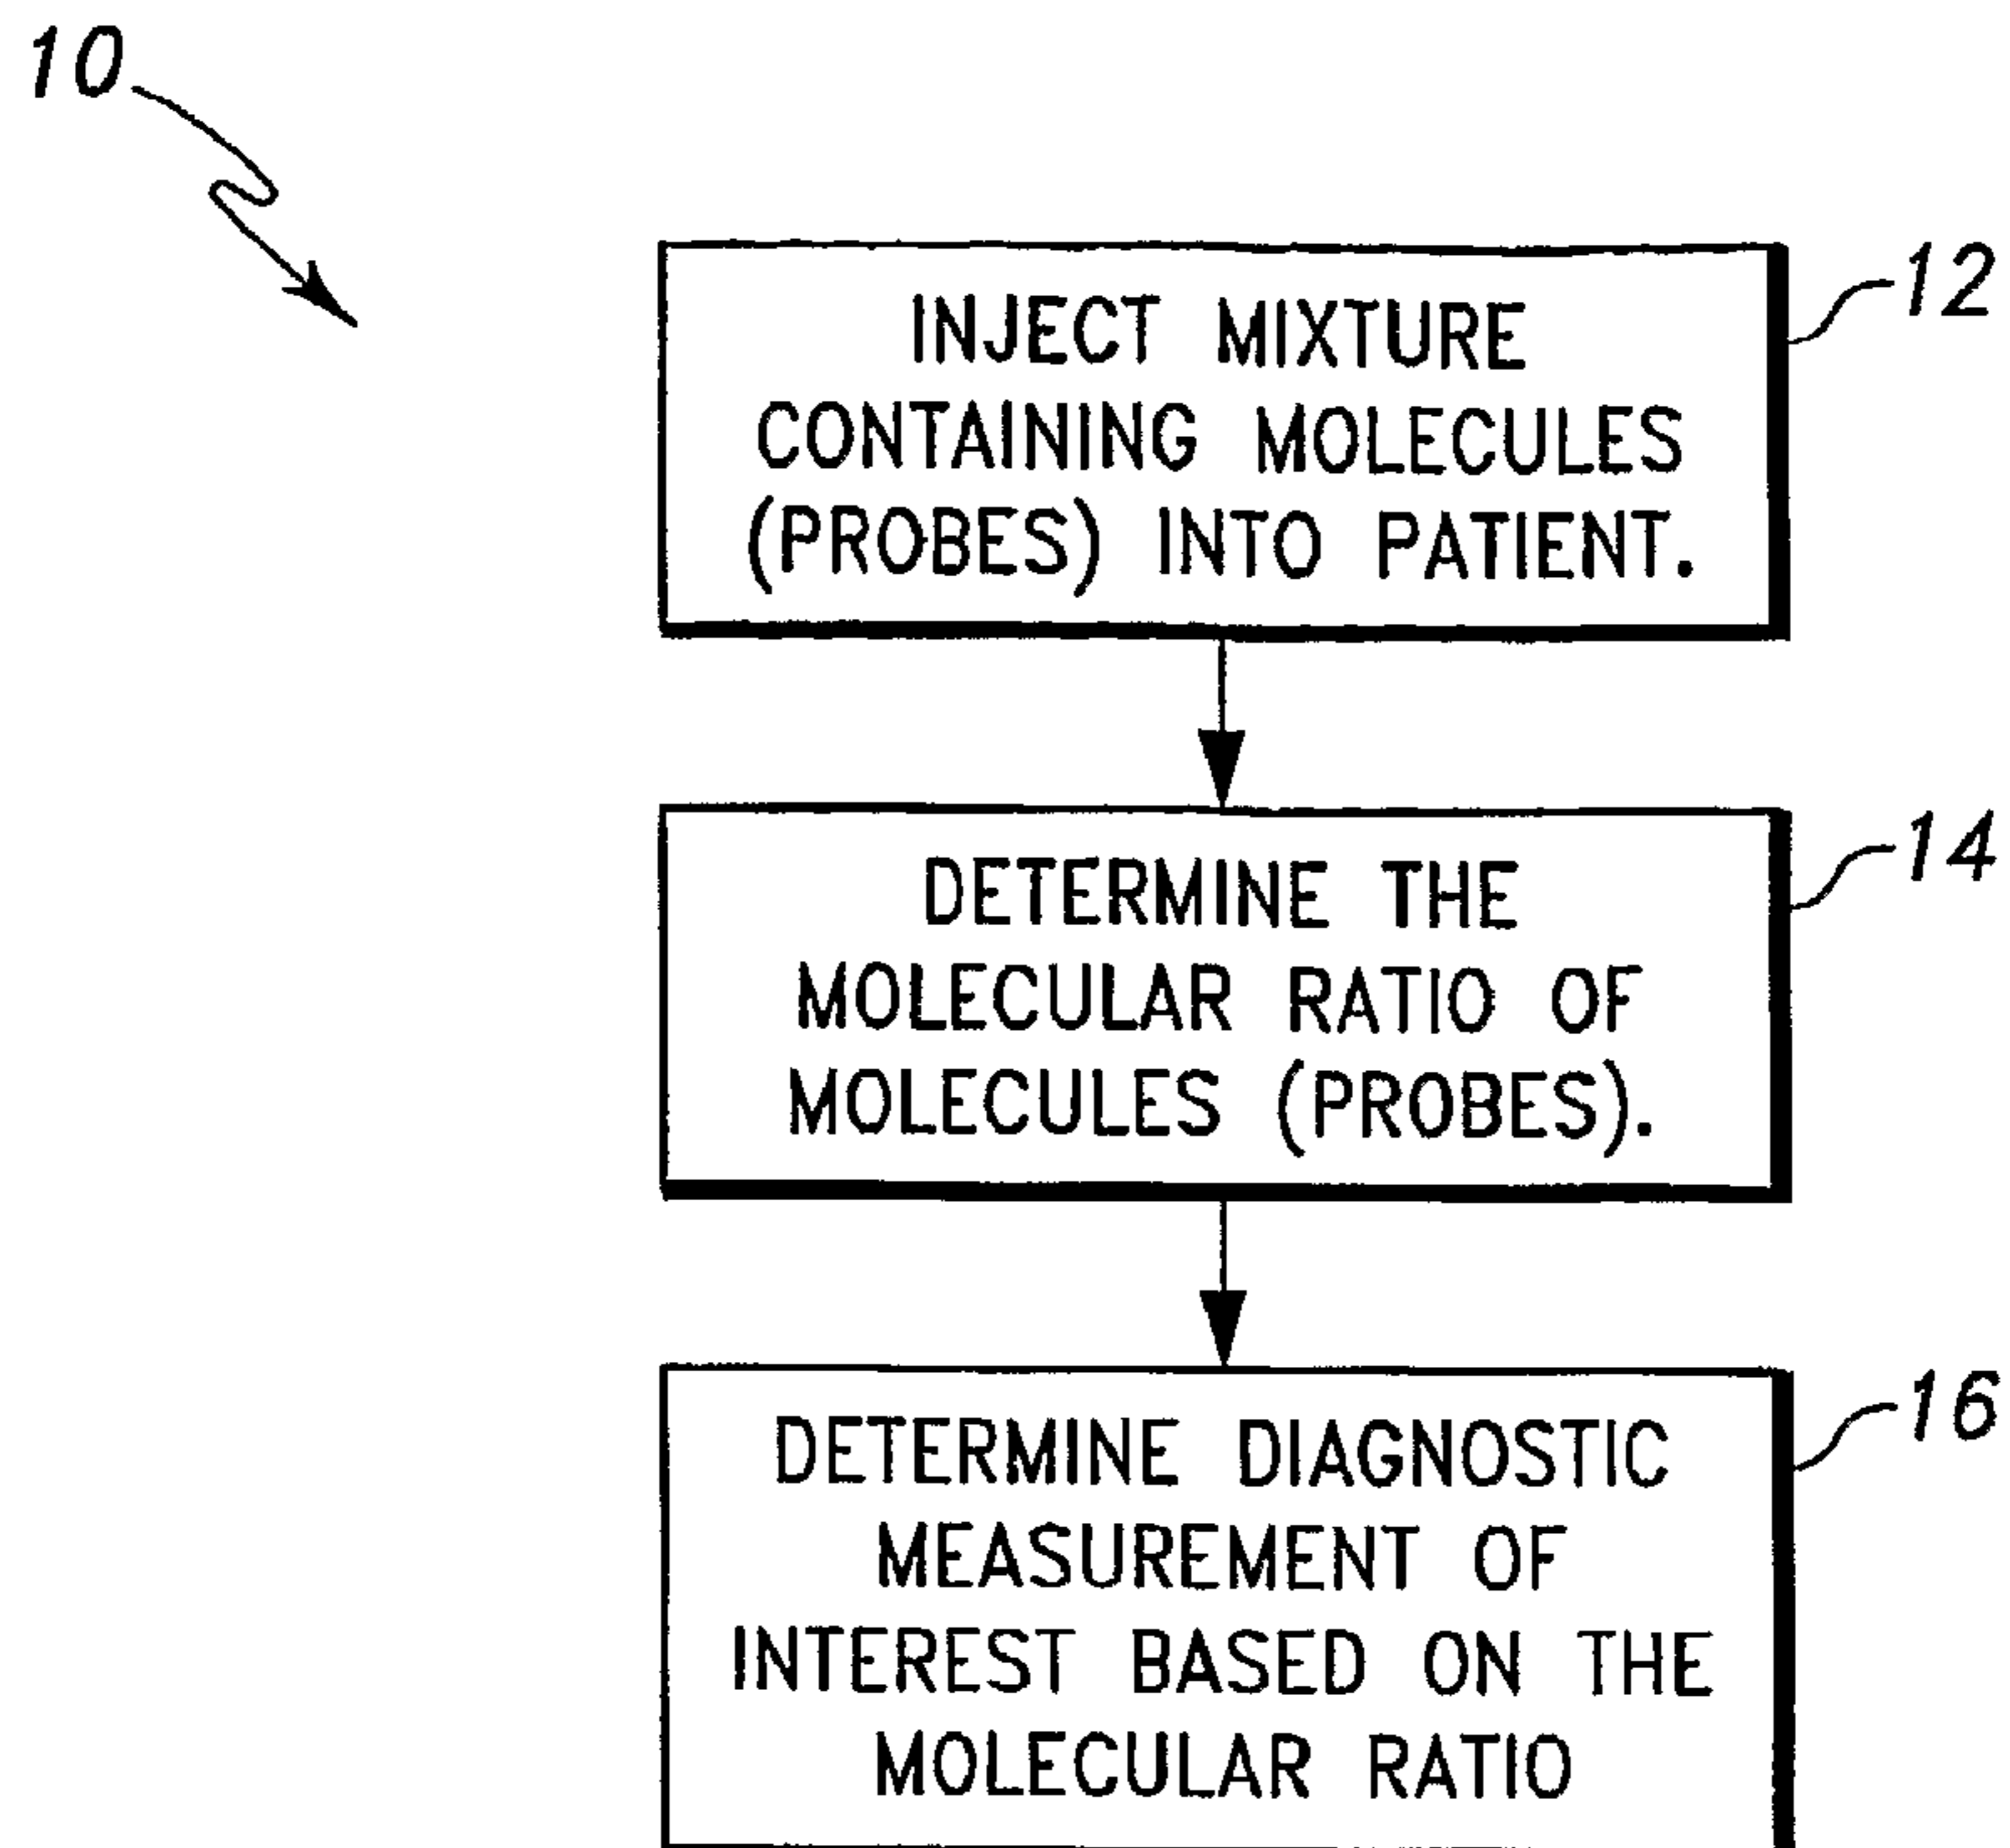 10
INJECT MIXTURE
CONTAINING MOLECULES
(PROBES) INTO PATIENT.
12
DETERMINE THE
MOLECULAR RATIO OF
MOLECULES (PROBES).
14
DETERMINE DIAGNOSTIC
MEASUREMENT OF
INTEREST BASED ON THE
MOLECULAR RATIO
16